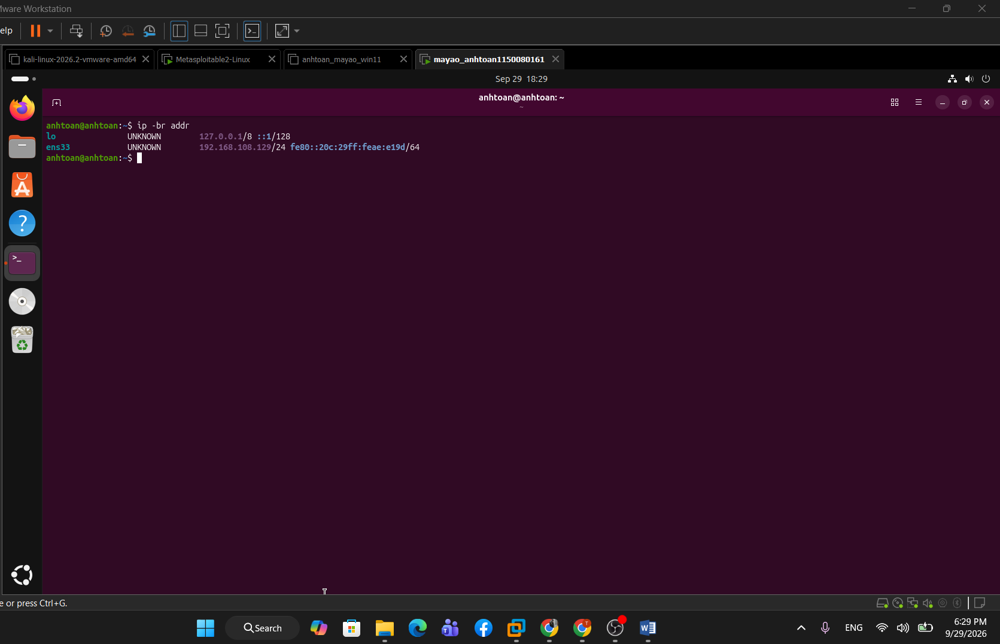 Mware Workstation
elp
kali-linux-2026.2-vmware-amd64
Metasploitable2-Linux
anhtoan_mayao_win11
mayao_anhtoan1150080161
Sep 29 18:29
anhtoan@anhtoan: ~
~
anhtoan@anhtoan:~$ ip -br addr
lo UNKNOWN 127.0.0.1/8 ::1/128
ens33 UNKNOWN 192.168.108.129/24 fe80::20c:29ff:feae:e19d/64
anhtoan@anhtoan:~$
e or press Ctrl+G.
Search
ENG
6:29 PM
9/29/2026